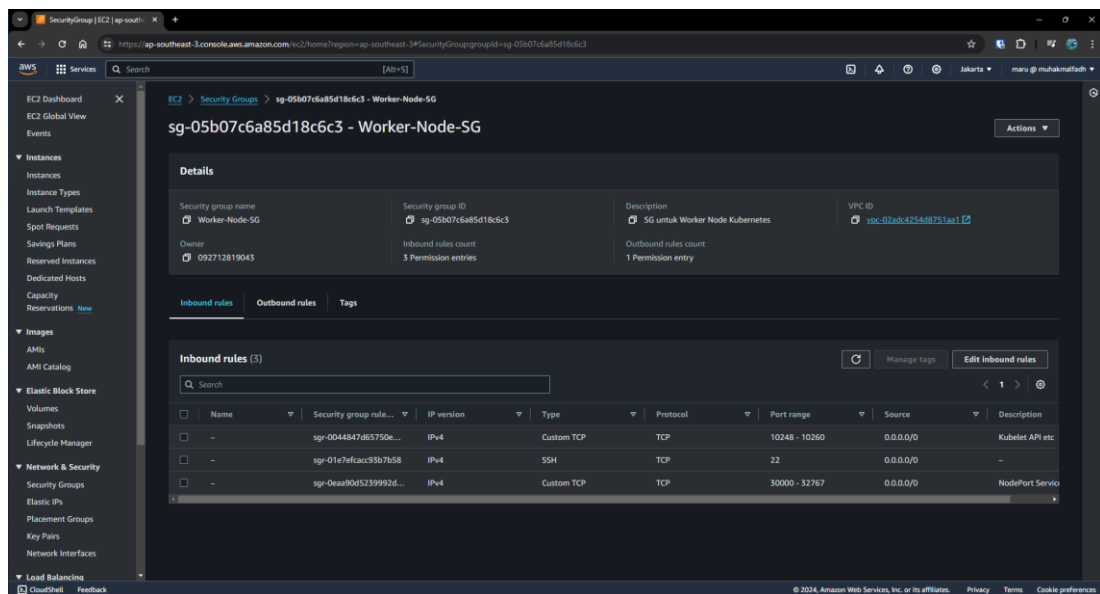 SecurityGroup | EC2 | ap-southe
https://ap-southeast-3.console.aws.amazon.com/ec2/home?region=ap-southeast-3#SecurityGroup:groupId=sg-05b07c6a85d18c6c3
aws Services Search [Alt+S] Jakarta maru @ muhakmalfadh
EC2 Dashboard
EC2 Global View
Events
Instances
Instances
Instance Types
Launch Templates
Spot Requests
Savings Plans
Reserved Instances
Dedicated Hosts
Capacity
Reservations New
Images
AMIs
AMI Catalog
Elastic Block Store
Volumes
Snapshots
Lifecycle Manager
Network & Security
Security Groups
Elastic IPs
Placement Groups
Key Pairs
Network Interfaces
Load Balancing
EC2 > Security Groups > sg-05b07c6a85d18c6c3 - Worker-Node-SG
sg-05b07c6a85d18c6c3 - Worker-Node-SG
Actions
Details
Security group name
Worker-Node-SG
Security group ID
sg-05b07c6a85d18c6c3
Description
SG untuk Worker Node Kubernetes
VPC ID
vpc-02adc4254d8751aa1
Owner
092712819043
Inbound rules count
3 Permission entries
Outbound rules count
1 Permission entry
Inbound rules Outbound rules Tags
Inbound rules (3)
Manage tags Edit inbound rules
Search
1
Name Security group rule... IP version Type Protocol Port range Source Description
– sgr-0044847d65750e... IPv4 Custom TCP TCP 10248 - 10260 0.0.0.0/0 Kubelet API etc
– sgr-01e7efcacc93b7b58 IPv4 SSH TCP 22 0.0.0.0/0 –
– sgr-0eaa90d5239992d... IPv4 Custom TCP TCP 30000 - 32767 0.0.0.0/0 NodePort Servic
CloudShell Feedback © 2024, Amazon Web Services, Inc. or its affiliates. Privacy Terms Cookie preferences